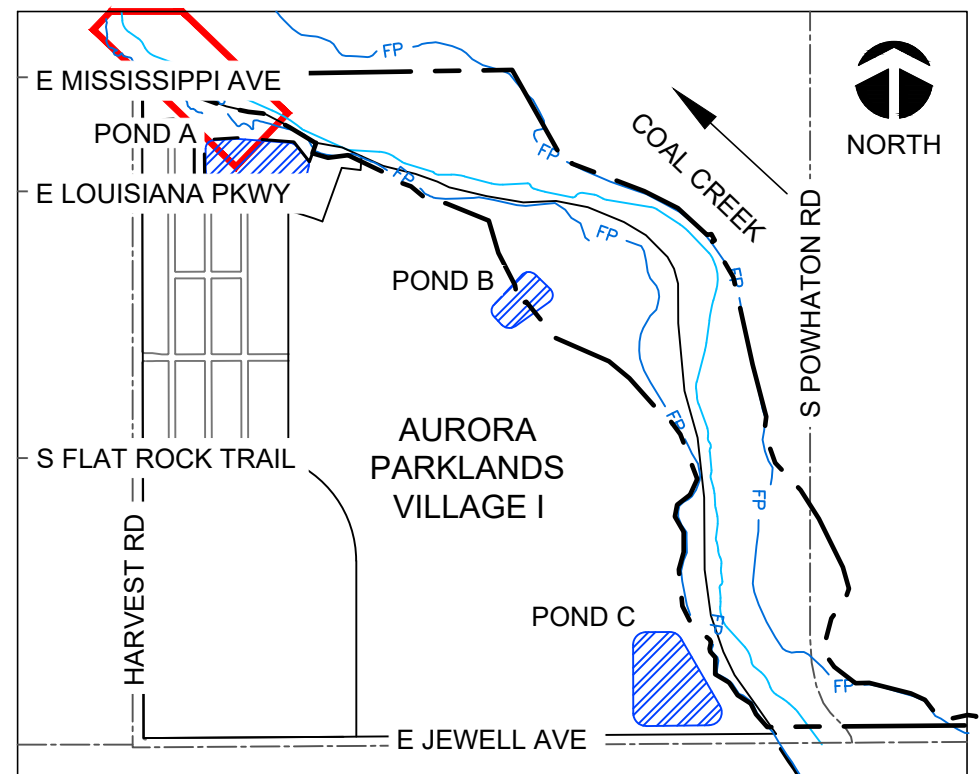 FP
E MISSISSIPPI AVE
POND A
COAL CREEK
NORTH
FP
FP
E LOUISIANA PKWY
FP
S POWHATON RD
POND B
FP
FP
AURORA
PARKLANDS
VILLAGE I
S FLAT ROCK TRAIL
FP
HARVEST RD
POND C
FP
FP
E JEWELL AVE